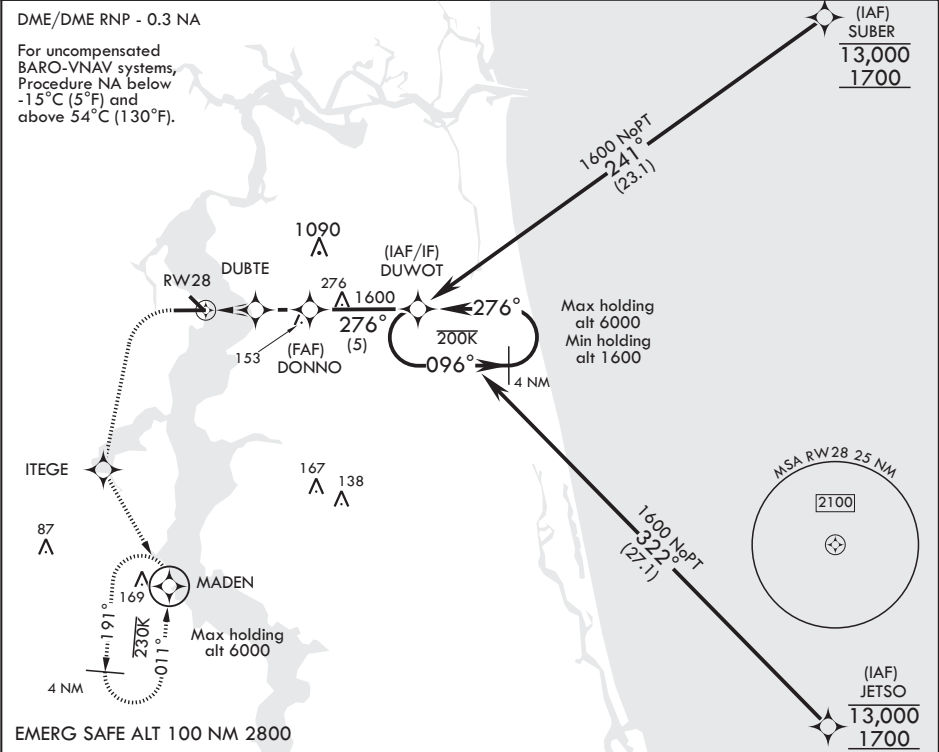 DME/DME RNP - 0.3 NA
For uncompensated
BARO-VNAV systems,
Procedure NA below
-15°C (5°F) and
above 54°C (130°F).
(IAF)
SUBER
13,000
1700
1600 NoPT
241°
(23.1)
1090
(IAF/IF)
DUWOT
DUBTE
RW28
276
1600
276°
(5)
153
(FAF)
DONNO
276°
200K
096°
4 NM
Max holding
alt 6000
Min holding
alt 1600
ITEGE
167
138
87
MSA RW28 25 NM
2100
1600 NoPT
322°
(27.1)
MADEN
169
191°
230K
011°
4 NM
Max holding
alt 6000
(IAF)
JETSO
13,000
1700
EMERG SAFE ALT 100 NM 2800